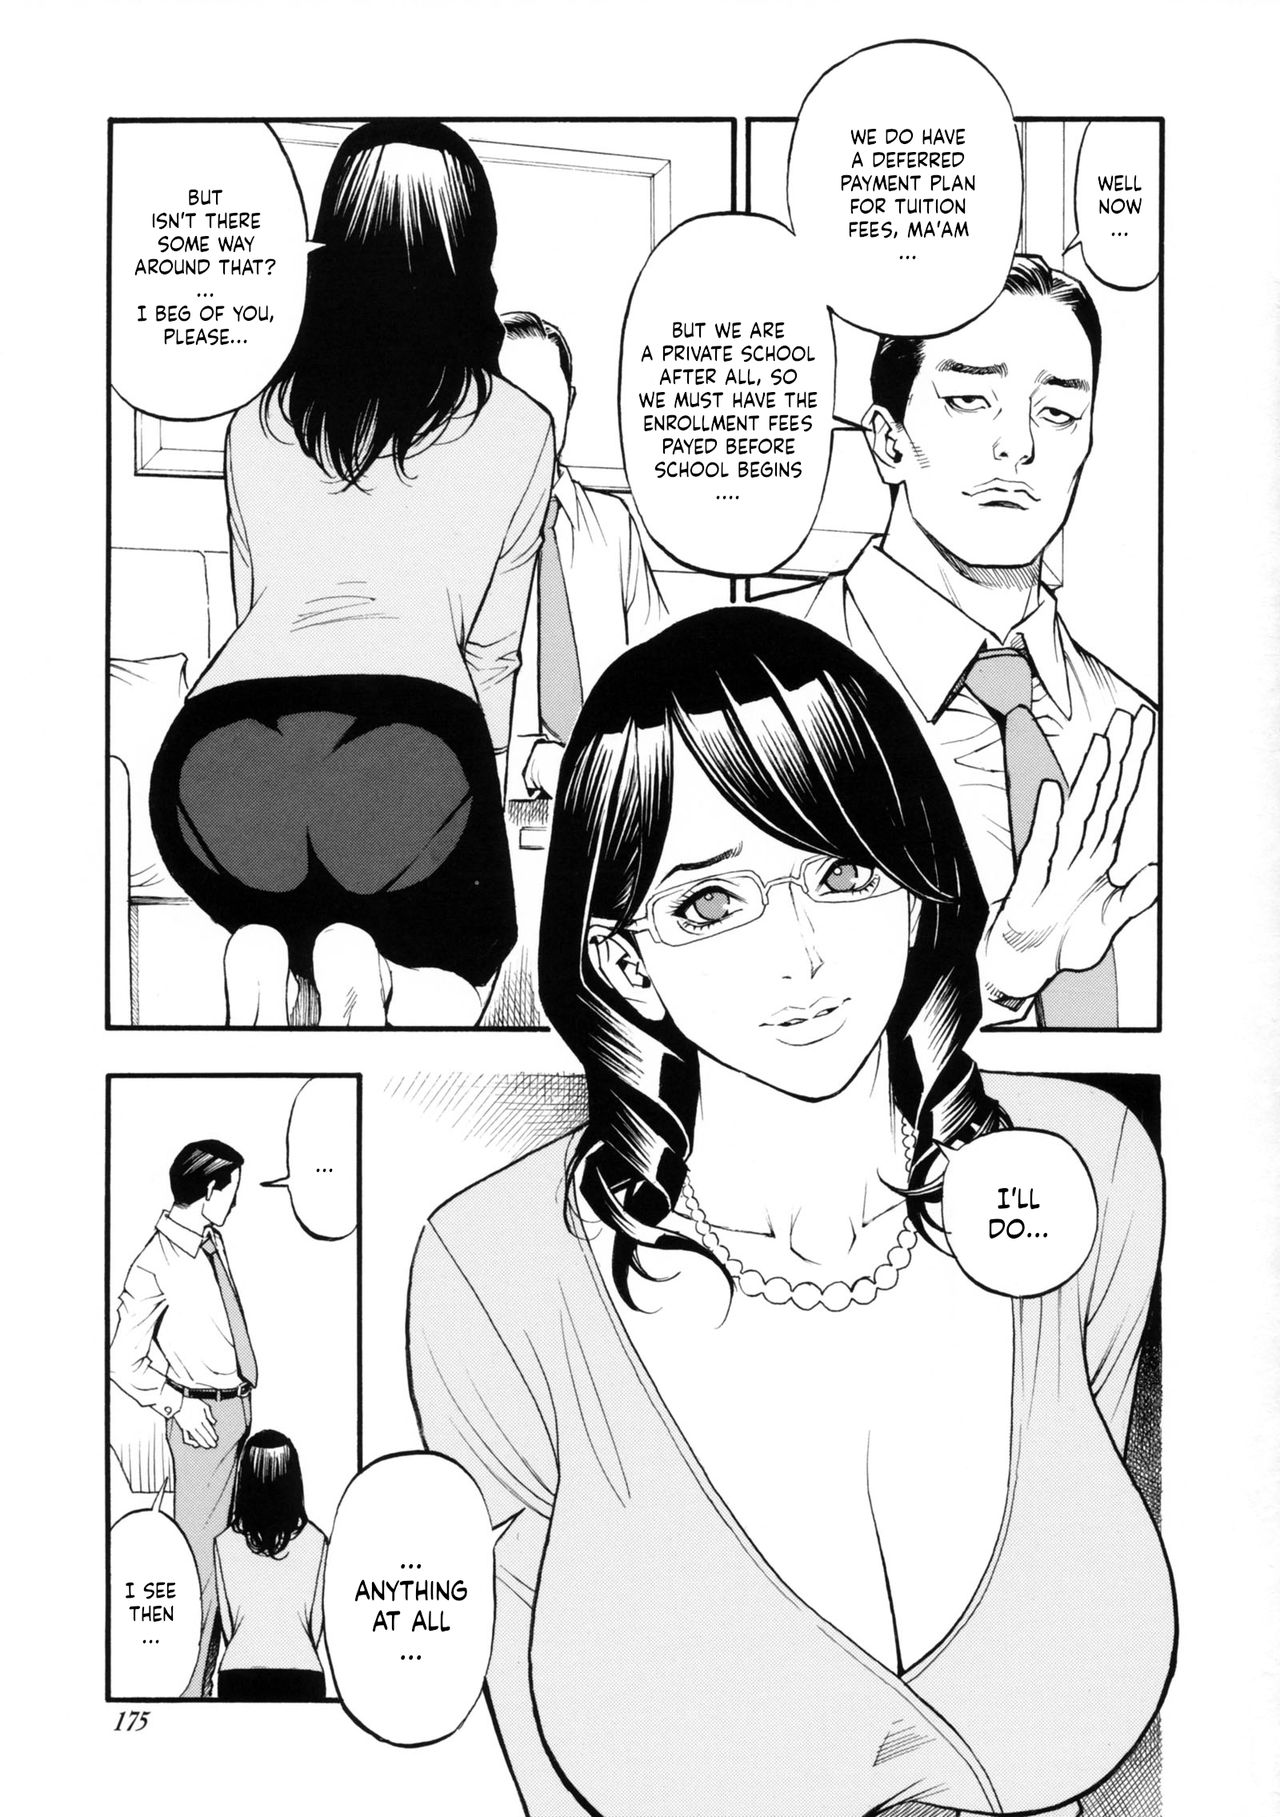 WELL
NOW
...
WE DO HAVE
A DEFERRED
PAYMENT PLAN
FOR TUITION
FEES, MA'AM
...
BUT WE ARE
A PRIVATE SCHOOL
AFTER ALL, SO
WE MUST HAVE THE
ENROLLMENT FEES
PAYED BEFORE
SCHOOL BEGINS
....
BUT
ISN'T THERE
SOME WAY
AROUND THAT?
...
I BEG OF YOU,
PLEASE...
I'LL
DO...
...
ANYTHING
AT ALL
...
...
I SEE
THEN
...
175